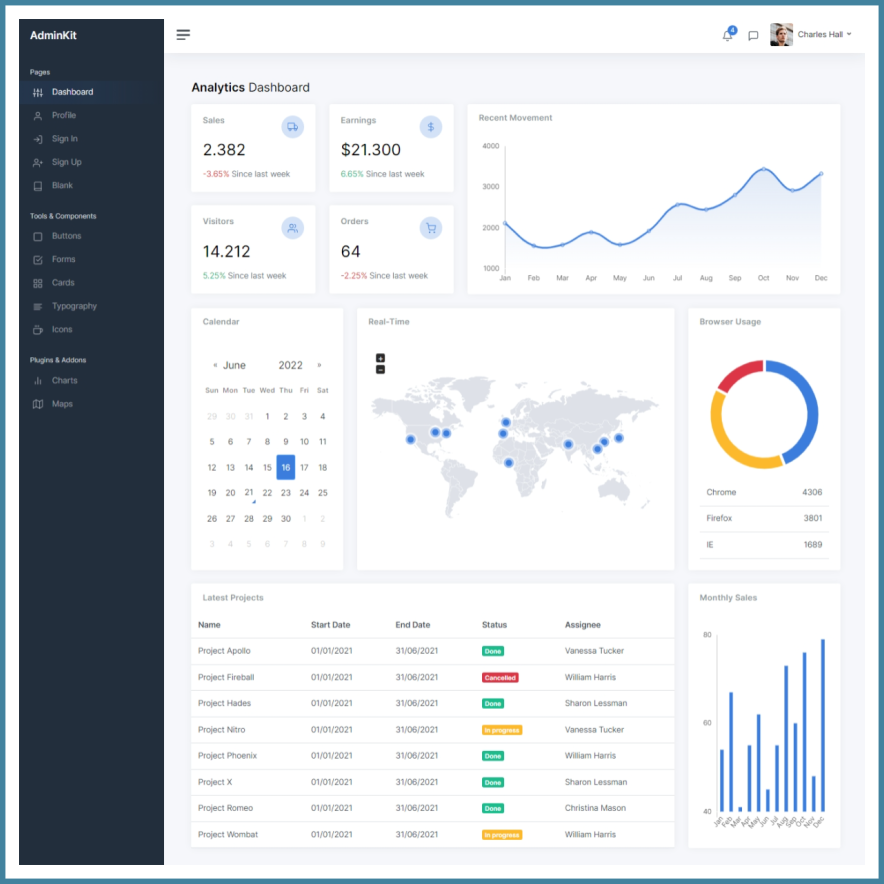 AdminKit
Pages
Dashboard
Profile
Sign In
Sign Up
Blank
Tools & Components
Buttons
Forms
Cards
Typography
Icons
Plugins & Addons
Charts
Maps
4
Charles Hall
Analytics Dashboard
Sales
2.382
-3.65% Since last week
Earnings
$
$21.300
6.65% Since last week
Visitors
14.212
5.25% Since last week
Orders
64
-2.25% Since last week
Recent Movement
4000
3000
2000
1000
Jan Feb Mar Apr May Jun Jul Aug Sep Oct Nov Dec
Calendar
« June 2022 »
Sun Mon Tue Wed Thu Fri Sat
29 30 31 1 2 3 4
5 6 7 8 9 10 11
12 13 14 15 16 17 18
19 20 21 22 23 24 25
26 27 28 29 30 1 2
3 4 5 6 7 8 9
Real-Time
+
−
Browser Usage
Chrome 4306
Firefox 3801
IE 1689
Latest Projects
Name Start Date End Date Status Assignee
Project Apollo 01/01/2021 31/06/2021 Done Vanessa Tucker
Project Fireball 01/01/2021 31/06/2021 Cancelled William Harris
Project Hades 01/01/2021 31/06/2021 Done Sharon Lessman
Project Nitro 01/01/2021 31/06/2021 In progress Vanessa Tucker
Project Phoenix 01/01/2021 31/06/2021 Done William Harris
Project X 01/01/2021 31/06/2021 Done Sharon Lessman
Project Romeo 01/01/2021 31/06/2021 Done Christina Mason
Project Wombat 01/01/2021 31/06/2021 In progress William Harris
Monthly Sales
80
60
40
Jan Feb Mar Apr May Jun Jul Aug Sep Oct Nov Dec